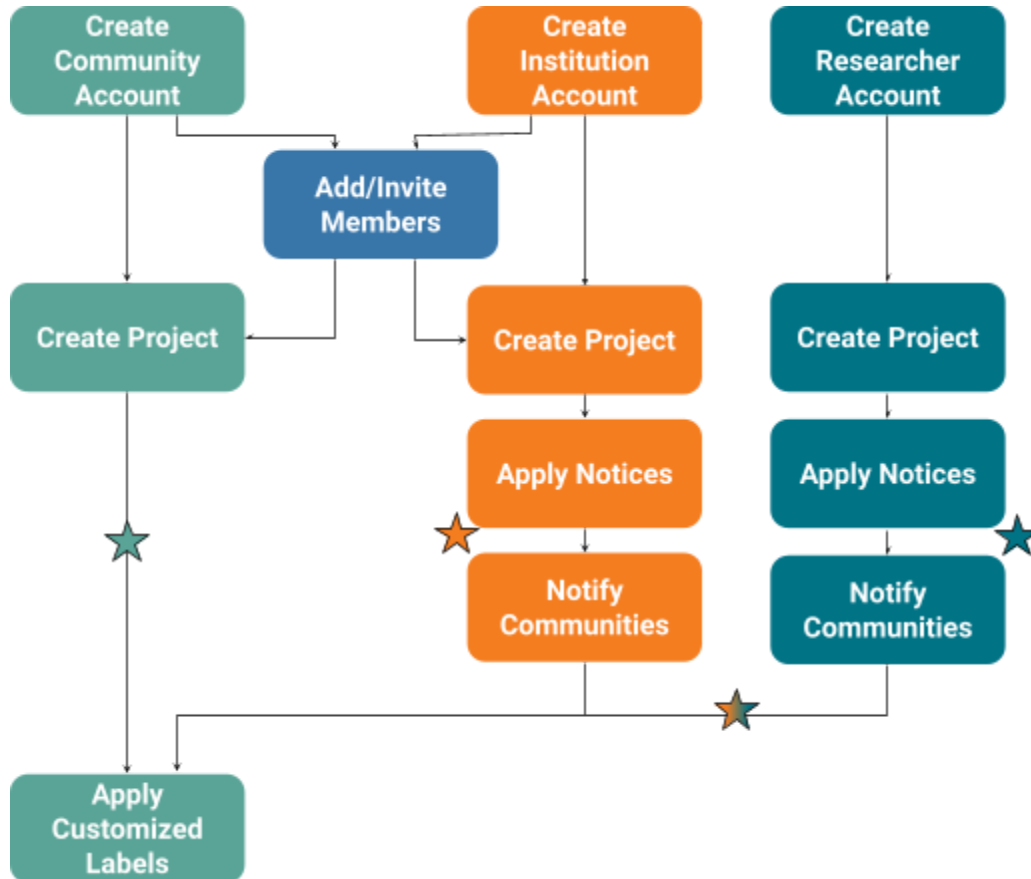 Create
Community
Account
Create
Institution
Account
Create
Researcher
Account
Add/Invite
Members
Create Project
Create Project
Create Project
Apply Notices
Apply Notices
Notify
Communities
Notify
Communities
Apply
Customized
Labels